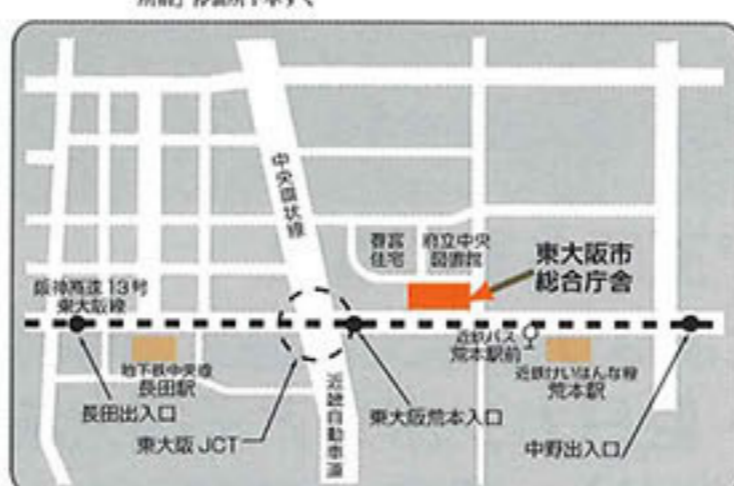 中央環状線
春宮
住宅
府立中央
図書館
東大阪市
総合庁舎
阪神高速13号
東大阪線
近鉄バス
荒本駅前
地下鉄中央線
長田駅
近鉄けいはんな線
荒本駅
長田出入口
東大阪JCT
近畿自動車道
東大阪荒本入口
中野出入口